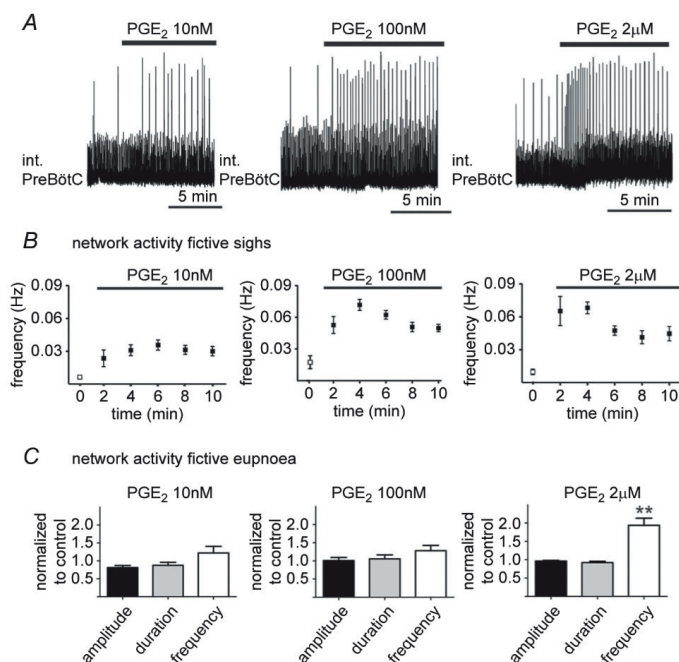 A
PGE₂ 10nM PGE₂ 100nM PGE₂ 2µM
int. PreBötC int. PreBötC int. PreBötC
5 min 5 min 5 min
B network activity fictive sighs
PGE₂ 10nM PGE₂ 100nM PGE₂ 2µM
frequency (Hz) 0.09 0.06 0.03
frequency (Hz) 0.09 0.06 0.03
frequency (Hz) 0.09 0.06 0.03
0 2 4 6 8 10 0 2 4 6 8 10 0 2 4 6 8 10
time (min) time (min) time (min)
C network activity fictive eupnoea
PGE₂ 10nM PGE₂ 100nM PGE₂ 2µM
normalized to control 2.0 1.5 1.0 0.5
normalized to control 2.0 1.5 1.0 0.5
normalized to control 2.0 1.5 1.0 0.5
**
amplitude duration frequency amplitude duration frequency amplitude duration frequency